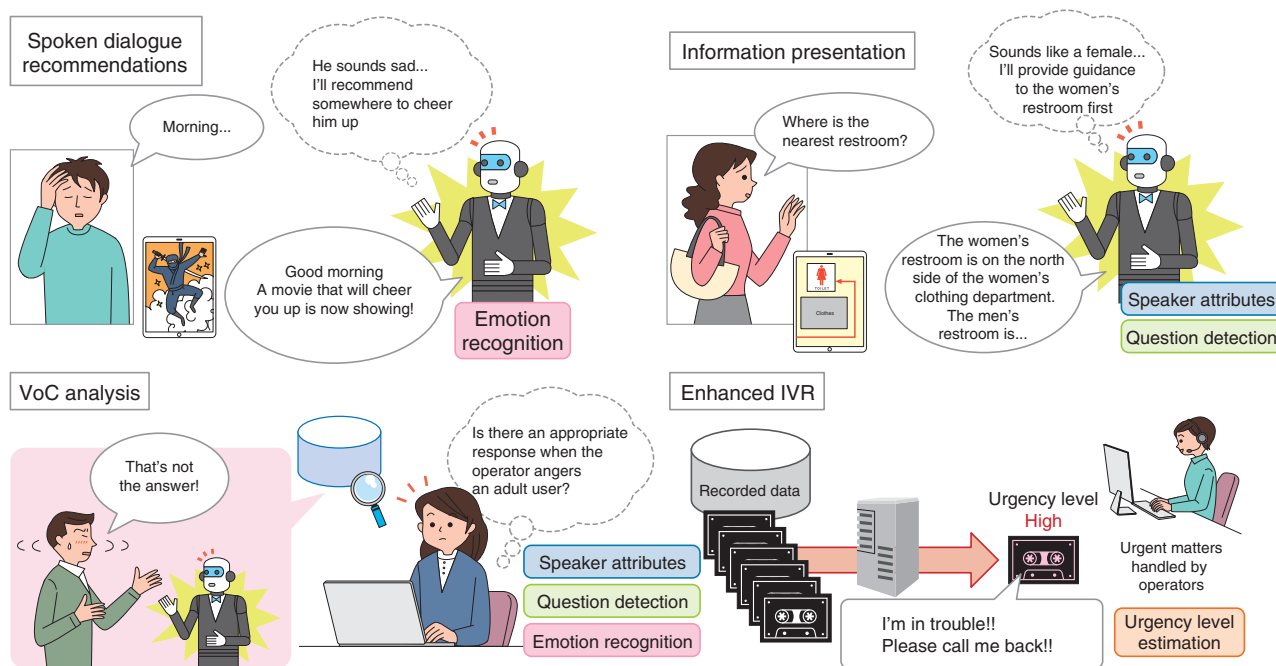 Spoken dialogue
recommendations
He sounds sad...
I'll recommend
somewhere to cheer
him up
Morning...
Good morning
A movie that will cheer
you up is now showing!
Emotion
recognition
Information presentation
Sounds like a female...
I'll provide guidance
to the women's
restroom first
Where is the
nearest restroom?
TOILET
Clothes
The women's
restroom is on the north
side of the women's
clothing department.
The men's
restroom is...
Speaker attributes
Question detection
VoC analysis
That's not
the answer!
Is there an appropriate
response when the
operator angers
an adult user?
Speaker attributes
Question detection
Emotion recognition
Enhanced IVR
Recorded data
Urgency level
High
I'm in trouble!!
Please call me back!!
Urgent matters
handled by
operators
Urgency level
estimation